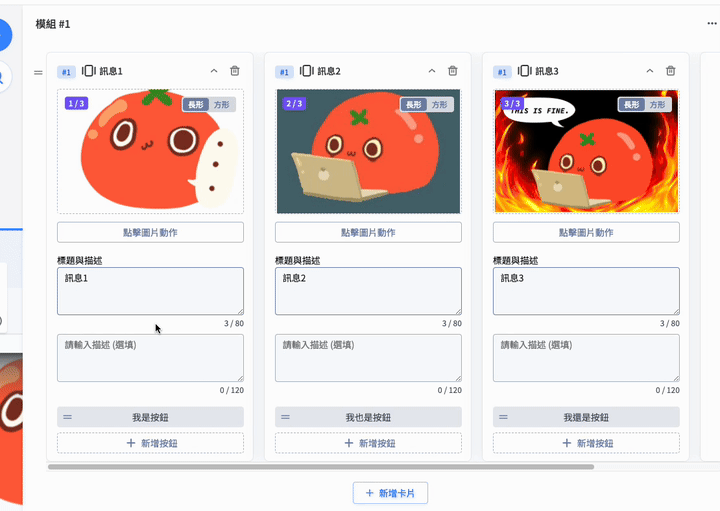 模組 #1
#1 訊息1
1 / 3
長形 方形
點擊圖片動作
標題與描述
訊息1
3 / 80
請輸入描述 (選填)
0 / 120
我是按鈕
新增按鈕
#1 訊息2
2 / 3
長形 方形
點擊圖片動作
標題與描述
訊息2
3 / 80
請輸入描述 (選填)
0 / 120
我也是按鈕
新增按鈕
#1 訊息3
3 / 3
長形 方形
THIS IS FINE.
點擊圖片動作
標題與描述
訊息3
3 / 80
請輸入描述 (選填)
0 / 120
我還是按鈕
新增按鈕
新增卡片